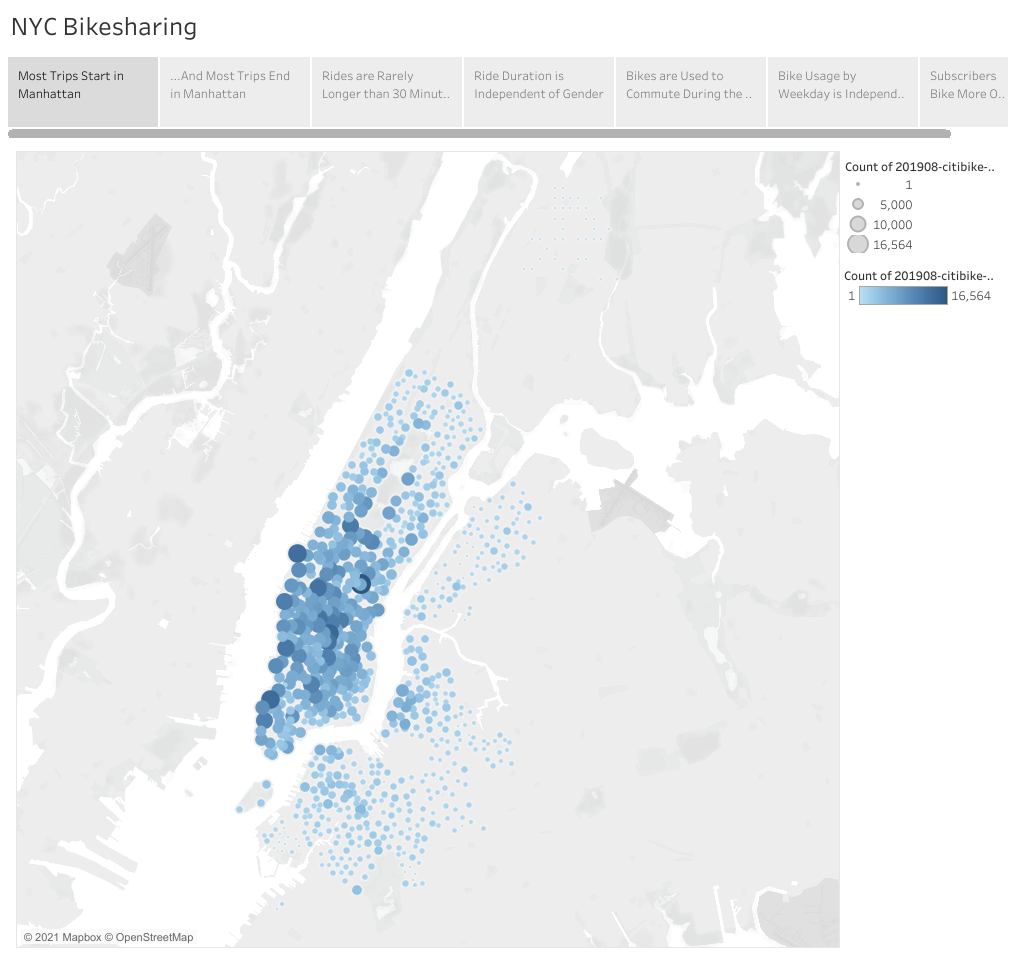 NYC Bikesharing
Most Trips Start in
Manhattan
...And Most Trips End
in Manhattan
Rides are Rarely
Longer than 30 Minut..
Ride Duration is
Independent of Gender
Bikes are Used to
Commute During the ..
Bike Usage by
Weekday is Independ..
Subscribers
Bike More O..
Count of 201908-citibike-..
1
5,000
10,000
16,564
Count of 201908-citibike-..
1 16,564
© 2021 Mapbox © OpenStreetMap